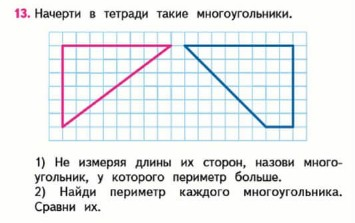 13. Начерти в тетради такие многоугольники.
1) Не измеряя длины их сторон, назови много-
угольник, у которого периметр больше.
2) Найди периметр каждого многоугольника.
Сравни их.